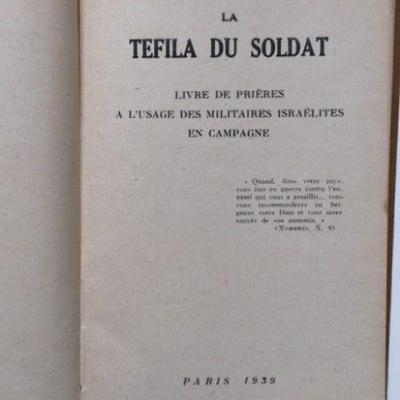 LA
TEFILA DU SOLDAT
LIVRE DE PRIÈRES
A L'USAGE DES MILITAIRES ISRAÉLITES
EN CAMPAGNE
« Quand, dans votre pays,
vous irez en guerre contre l'en-
nemi qui vous a assaillis... vous
vous recommanderez au Sei-
gneur votre Dieu et vous serez
sauvés de vos ennemis. »
(NOMBRES, X, 9)
PARIS 1939